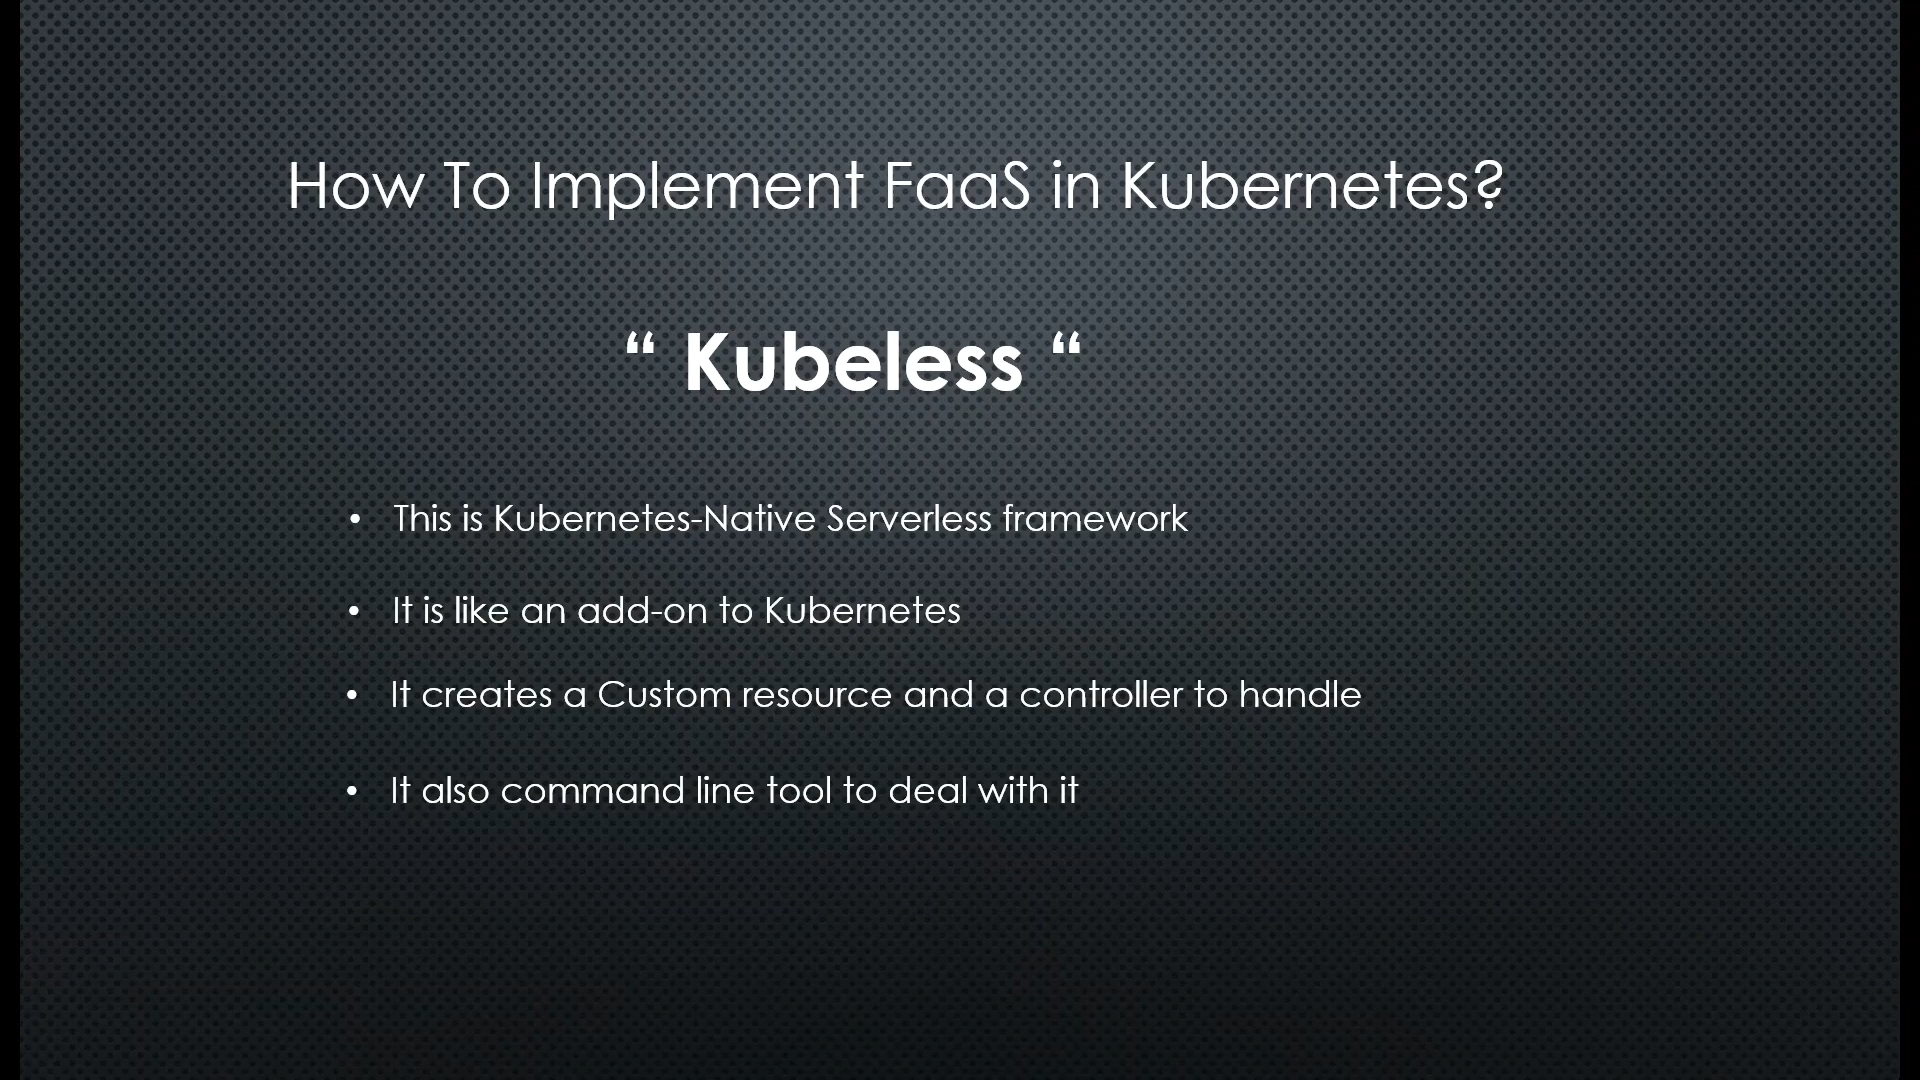 How To Implement FaaS in Kubernetes?
“ Kubeless “
• This is Kubernetes-Native Serverless framework
• It is like an add-on to Kubernetes
• It creates a Custom resource and a controller to handle
• It also command line tool to deal with it